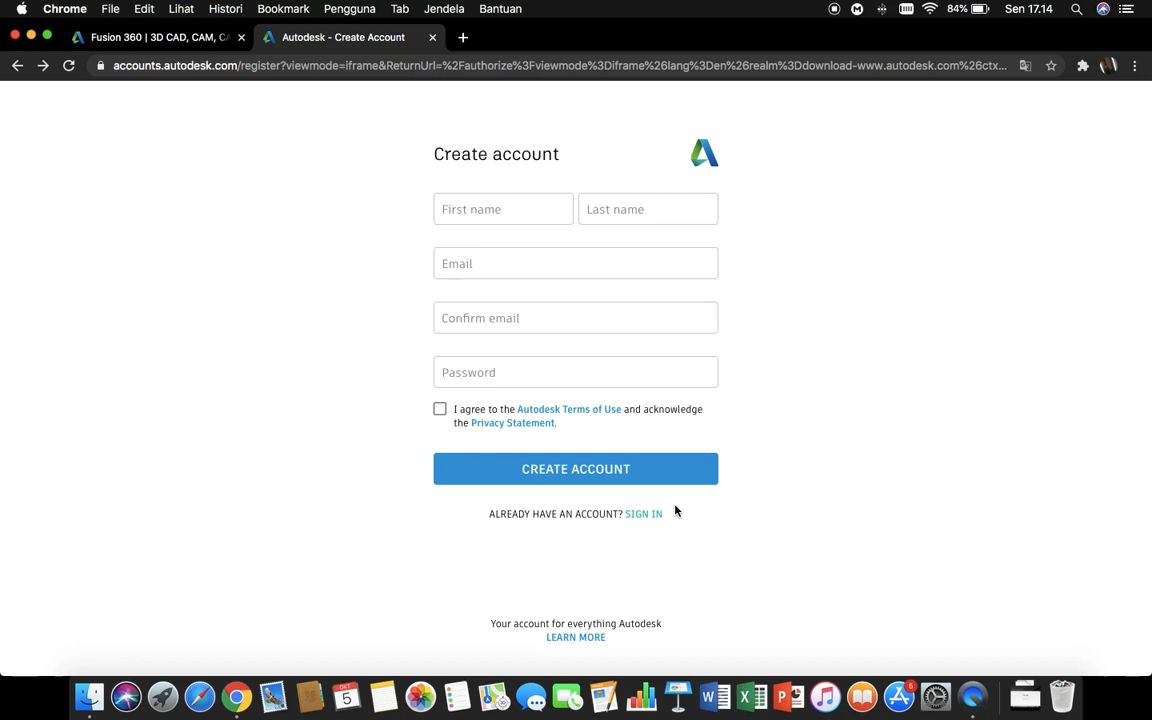 Chrome File Edit Lihat Histori Bookmark Pengguna Tab Jendela Bantuan 84% Sen 17.14
Fusion 360 | 3D CAD, CAM, CA Autodesk - Create Account
accounts.autodesk.com/register?viewmode=iframe&ReturnUrl=%2Fauthorize%3Fviewmode%3Diframe%26lang%3Den%26realm%3Ddownload-www.autodesk.com%26ctx...
Create account
First name Last name
Email
Confirm email
Password
I agree to the Autodesk Terms of Use and acknowledge
the Privacy Statement.
CREATE ACCOUNT
ALREADY HAVE AN ACCOUNT? SIGN IN
Your account for everything Autodesk
LEARN MORE
OKT
5
6